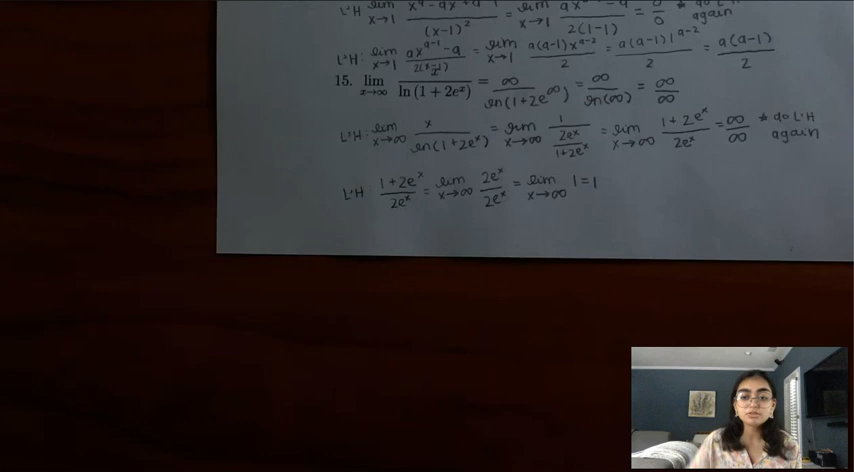 L'H lim x→1 x^a - ax + a - 1 / (x-1)^2 = lim x→1 / 2(1-1) = 0/0 * do L'H again
L'H: lim x→1 ax^(a-1) - a / 2(x-1) = lim x→1 a(a-1)x^(a-2) / 2 = a(a-1)1^(a-2) / 2 = a(a-1) / 2
15. lim x→∞ x / ln(1+2e^x) = ∞ / ln(1+2e^∞) = ∞ / ln(∞) = ∞/∞
L'H: lim x→∞ x / ln(1+2e^x) = lim x→∞ 1 / (2e^x / 1+2e^x) = lim x→∞ 1+2e^x / 2e^x = ∞/∞ * do L'H again
L'H 1+2e^x / 2e^x = lim x→∞ 2e^x / 2e^x = lim x→∞ 1 = 1